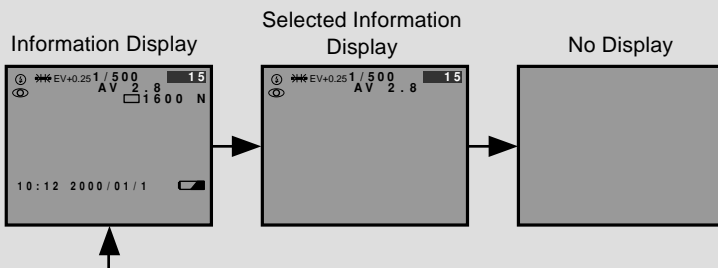 Information Display
EV+0.25 1/500 15
AV 2.8
1600 N
10:12 2000/01/1
Selected Information
Display
EV+0.25 1/500 15
AV 2.8
No Display